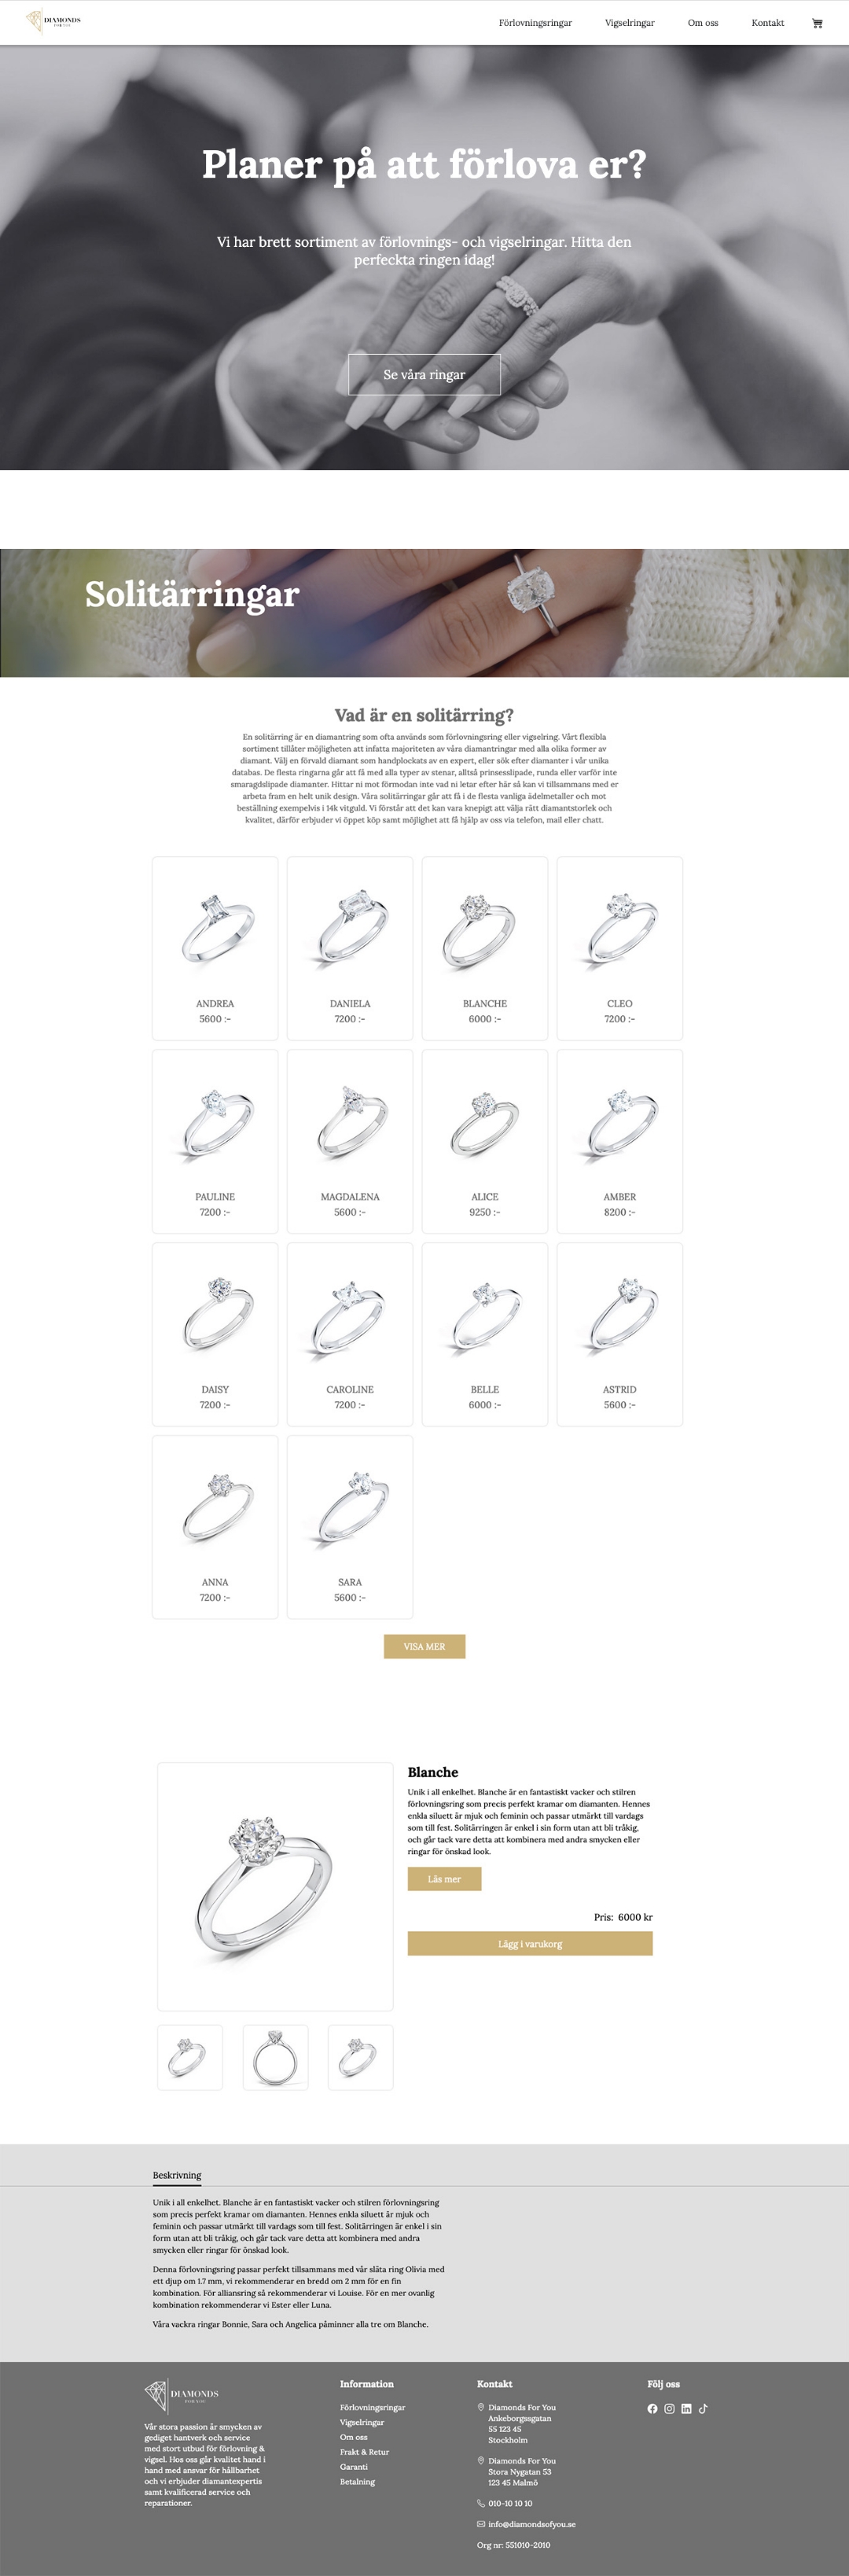 DIAMONDS
FOR YOU
Förlovningsringar
Vigselringar
Om oss
Kontakt
Planer på att förlova er?
Vi har brett sortiment av förlovnings- och vigselringar. Hitta den
perfeckta ringen idag!
Se våra ringar
Solitärringar
Vad är en solitärring?
En solitärring är en diamantring som ofta används som förlovningsring eller vigselring. Vårt flexibla
sortiment tillåter möjligheten att infatta majoriteten av våra diamantringar med alla olika former av
diamant. Välj en förvald diamant som handplockats av en expert, eller sök efter diamanter i vår unika
databas. De flesta ringarna går att få med alla typer av stenar, alltså prinsesslipade, runda eller varför inte
smaragdslipade diamanter. Hittar ni mot förmodan inte vad ni letar efter här så kan vi tillsammans med er
arbeta fram en helt unik design. Våra solitärringar går att få i de flesta vanliga ädelmetaller och mot
beställning exempelvis i 14k vitguld. Vi förstår att det kan vara knepigt att välja rätt diamantstorlek och
kvalitet, därför erbjuder vi öppet köp samt möjlighet att få hjälp av oss via telefon, mail eller chatt.
ANDREA
5600 :-
DANIELA
7200 :-
BLANCHE
6000 :-
CLEO
7200 :-
PAULINE
7200 :-
MAGDALENA
5600 :-
ALICE
9250 :-
AMBER
8200 :-
DAISY
7200 :-
CAROLINE
7200 :-
BELLE
6000 :-
ASTRID
5600 :-
ANNA
7200 :-
SARA
5600 :-
VISA MER
Blanche
Unik i all enkelhet. Blanche är en fantastiskt vacker och stilren
förlovningsring som precis perfekt kramar om diamanten. Hennes
enkla siluett är mjuk och feminin och passar utmärkt till vardags
som till fest. Solitärringen är enkel i sin form utan att bli tråkig,
och går tack vare detta att kombinera med andra smycken eller
ringar för önskad look.
Läs mer
Pris: 6000 kr
Lägg i varukorg
Beskrivning
Unik i all enkelhet. Blanche är en fantastiskt vacker och stilren förlovningsring
som precis perfekt kramar om diamanten. Hennes enkla siluett är mjuk och
feminin och passar utmärkt till vardags som till fest. Solitärringen är enkel i sin
form utan att bli tråkig, och går tack vare detta att kombinera med andra
smycken eller ringar för önskad look.
Denna förlovningsring passar perfekt tillsammans med vår släta ring Olivia med
ett djup om 1.7 mm, vi rekommenderar en bredd om 2 mm för en fin
kombination. För alliansring så rekommenderar vi Louise. För en mer ovanlig
kombination rekommenderar vi Ester eller Luna.
Våra vackra ringar Bonnie, Sara och Angelica påminner alla tre om Blanche.
DIAMONDS
FOR YOU
Vår stora passion är smycken av
gediget hantverk och service
med stort utbud för förlovning &
vigsel. Hos oss går kvalitet hand i
hand med ansvar för hållbarhet
och vi erbjuder diamantexpertis
samt kvalificerad service och
reparationer.
Information
Förlovningsringar
Vigselringar
Om oss
Frakt & Retur
Garanti
Betalning
Kontakt
Diamonds For You
Ankeborgssgatan
55 123 45
Stockholm
Diamonds For You
Stora Nygatan 53
123 45 Malmö
010-10 10 10
info@diamondsofyou.se
Org nr: 551010-2010
Följ oss